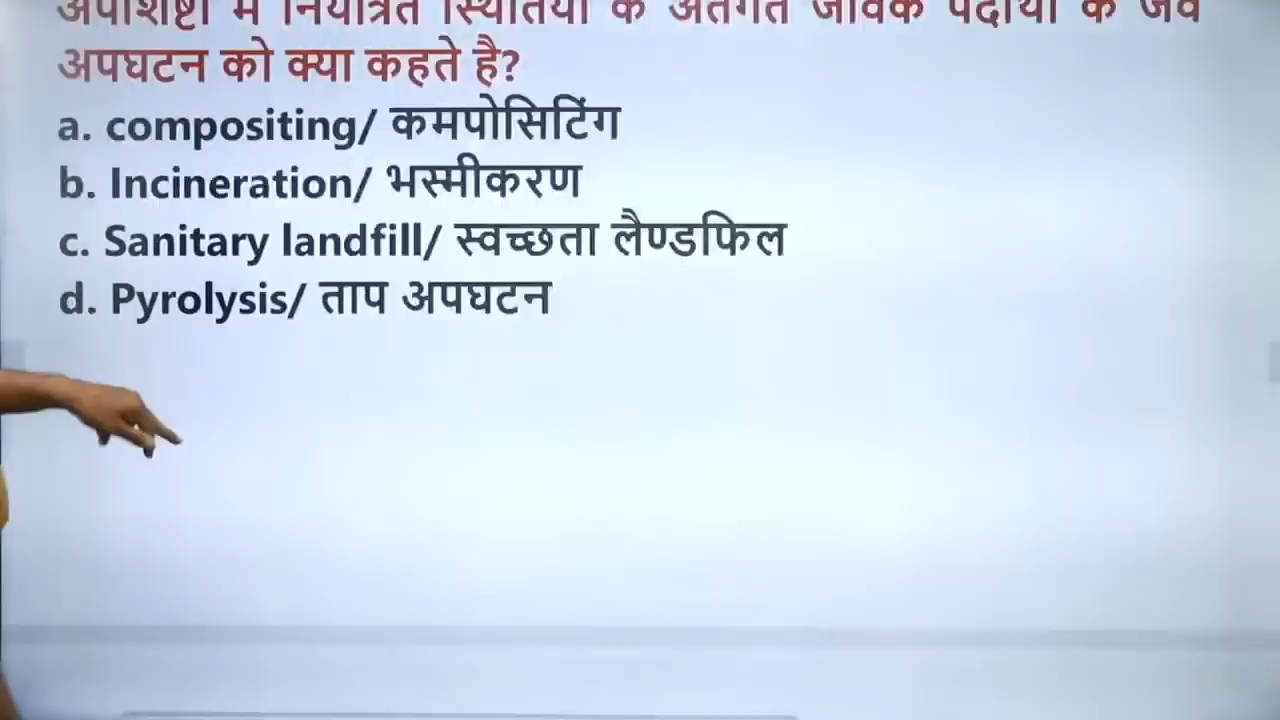 अपशिष्टों में नियंत्रित स्थितियों के अंतर्गत जैविक पदार्थों के जैव
अपघटन को क्या कहते है?
a. compositing/ कमपोसिटिंग
b. Incineration/ भस्मीकरण
c. Sanitary landfill/ स्वच्छता लैण्डफिल
d. Pyrolysis/ ताप अपघटन